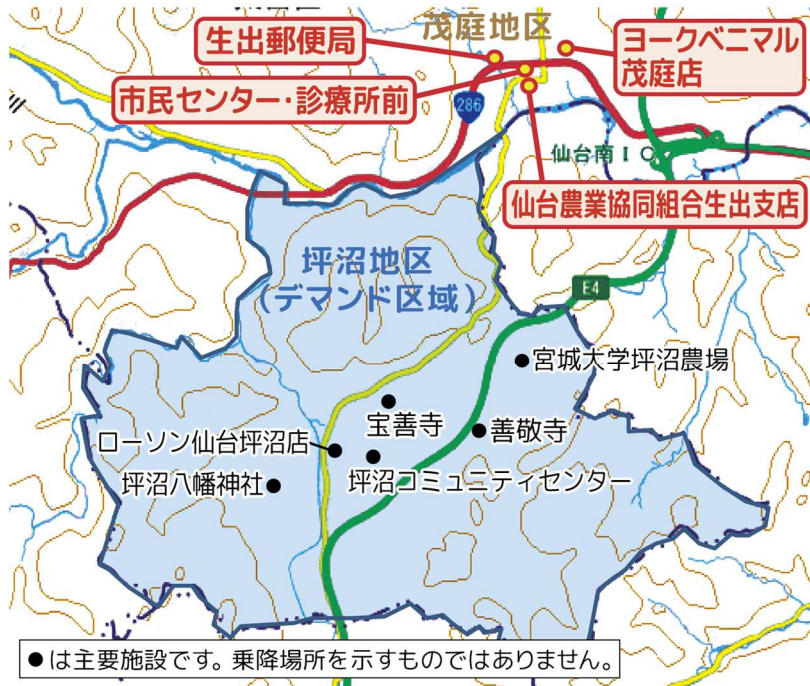 茂庭地区
生出郵便局
ヨークベニマル
茂庭店
市民センター・診療所前
286
仙台南IC
仙台農業協同組合生出支店
坪沼地区
(デマンド区域)
E4
宮城大学坪沼農場
宝善寺
善敬寺
ローソン仙台坪沼店
坪沼八幡神社
坪沼コミュニティセンター
●は主要施設です。乗降場所を示すものではありません。